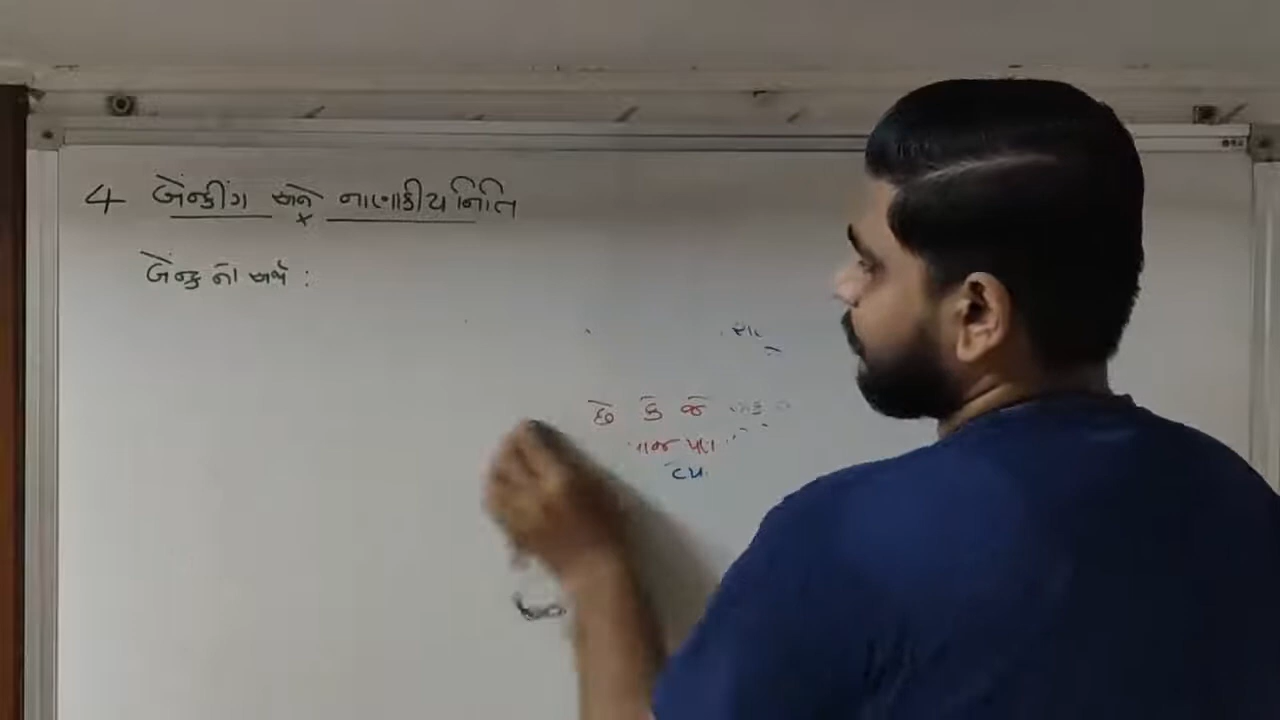 4 બેન્કીંગ અને નાણાકીય નિતિ
બેન્ક નો અર્થ :
છે કે જે